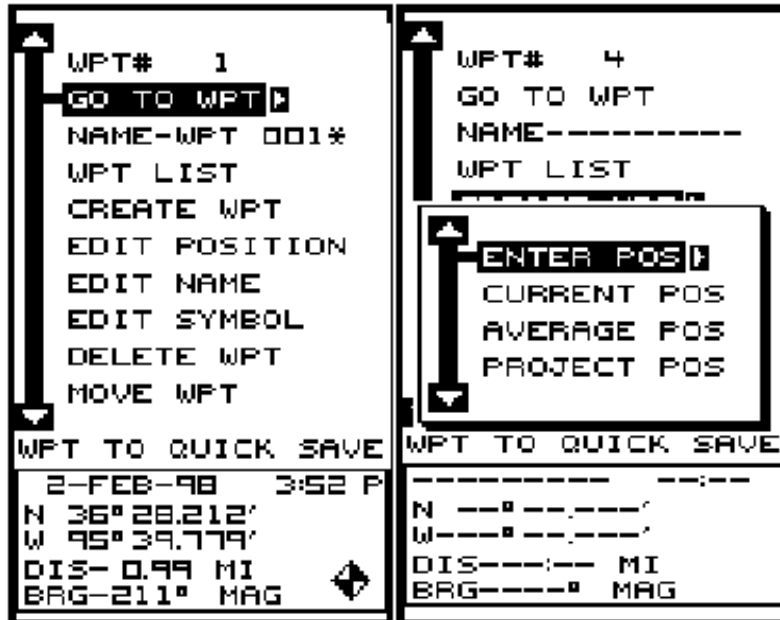 WPT# 1
GO TO WPT
NAME-WPT 001*
WPT LIST
CREATE WPT
EDIT POSITION
EDIT NAME
EDIT SYMBOL
DELETE WPT
MOVE WPT
WPT TO QUICK SAVE
2-FEB-98 3:52 P
N 36° 28.212'
W 95° 39.779'
DIS- 0.99 MI
BRG-211° MAG
WPT# 4
GO TO WPT
NAME---------
WPT LIST
ENTER POS
CURRENT POS
AVERAGE POS
PROJECT POS
WPT TO QUICK SAVE
--------- --:--
N --° --.---'
W---° --.---'
DIS---:-- MI
BRG----° MAG